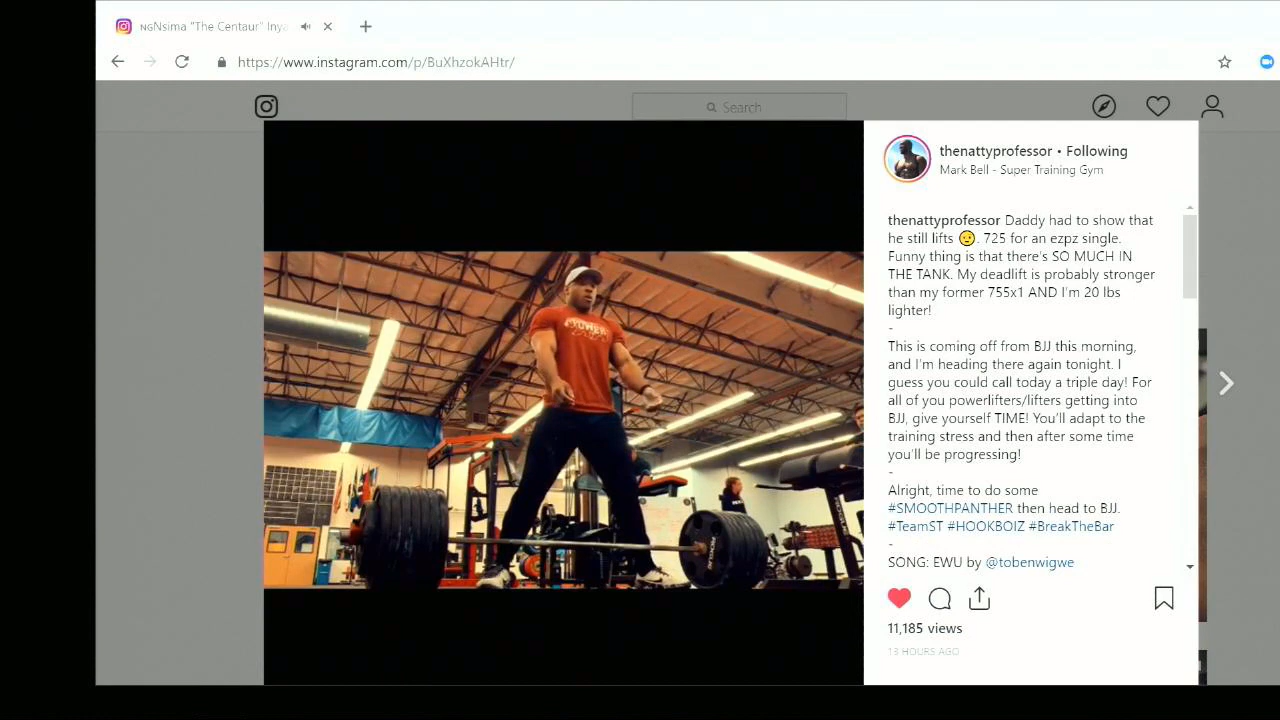 NGNsima "The Centaur" Inya
https://www.instagram.com/p/BuXhzokAHtr/
Search
thenattyprofessor • Following
Mark Bell - Super Training Gym
thenattyprofessor Daddy had to show that
he still lifts 🤨. 725 for an ezpz single.
Funny thing is that there's SO MUCH IN
THE TANK. My deadlift is probably stronger
than my former 755x1 AND I'm 20 lbs
lighter!
-
This is coming off from BJJ this morning,
and I'm heading there again tonight. I
guess you could call today a triple day! For
all of you powerlifters/lifters getting into
BJJ, give yourself TIME! You'll adapt to the
training stress and then after some time
you'll be progressing!
-
Alright, time to do some
#SMOOTHPANTHER then head to BJJ.
#TeamST #HOOKBOIZ #BreakTheBar
-
SONG: EWU by @tobenwigwe
11,185 views
13 HOURS AGO
POWER